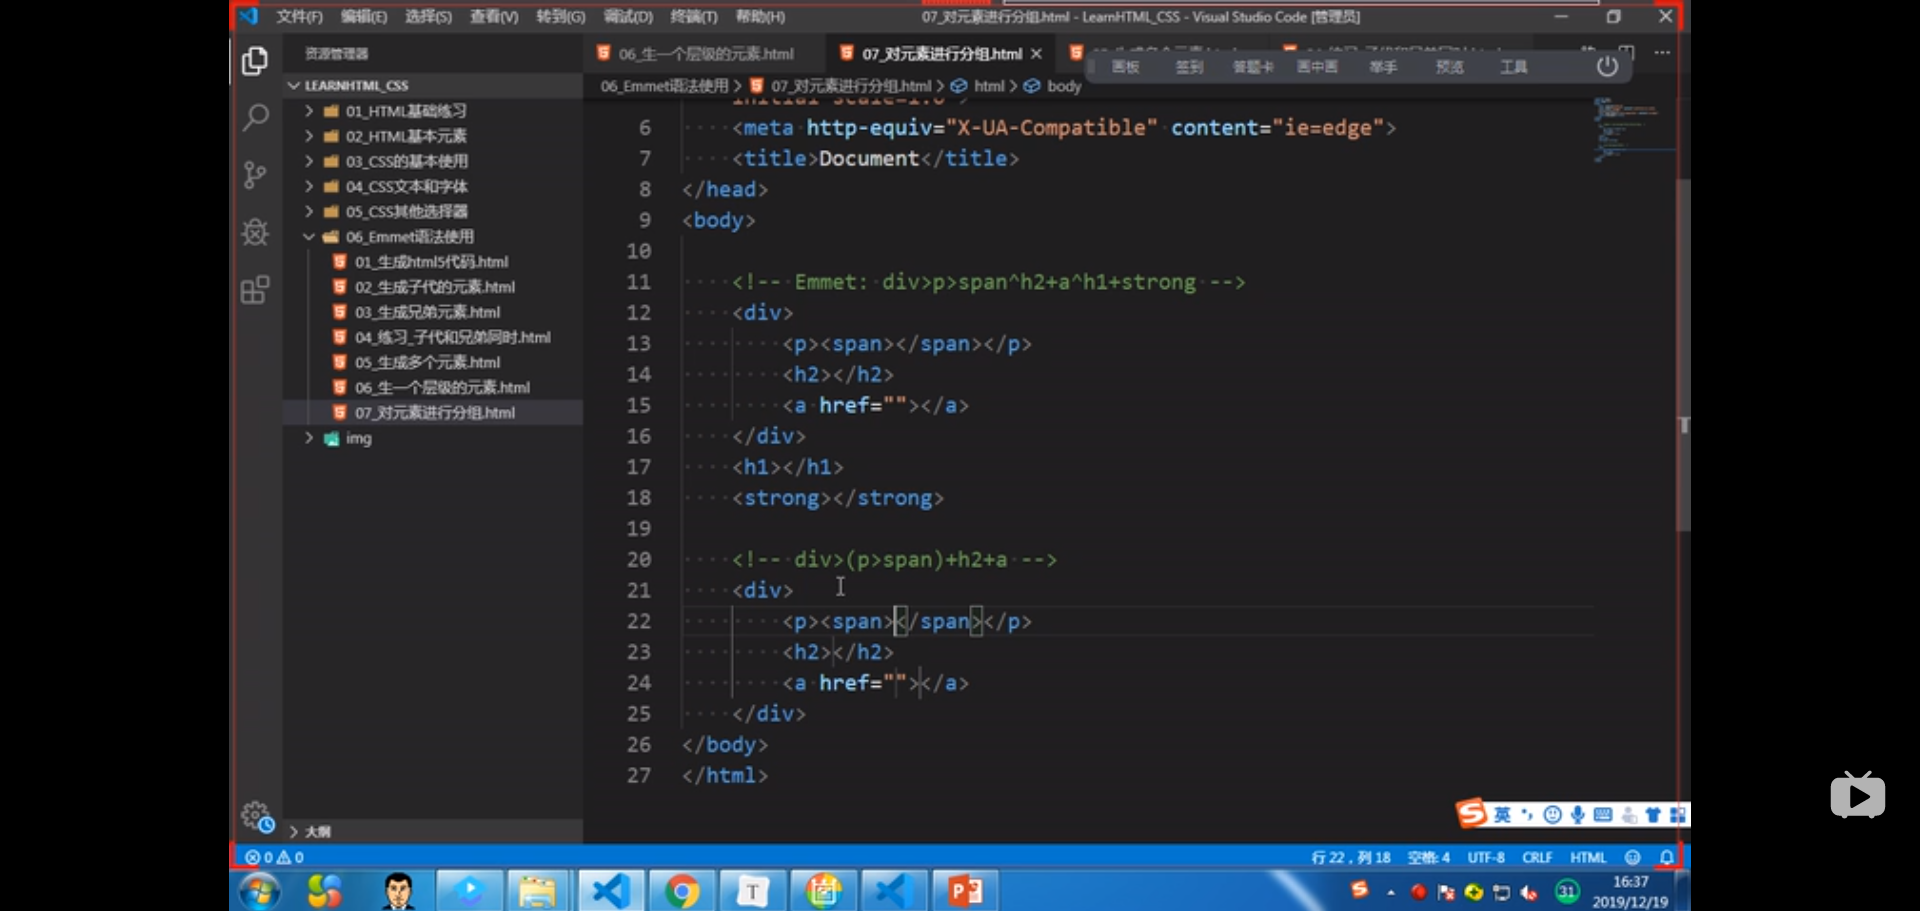 文件(F) 编辑(E) 选择(S) 查看(V) 转到(G) 调试(D) 终端(T) 帮助(H) 07_对元素进行分组.html - LearnHTML_CSS - Visual Studio Code [管理员]
资源管理器
06_生一个层级的元素.html 07_对元素进行分组.html
画板 签到 答题卡 画中画 举手 预览 工具
LEARNHTML_CSS
06_Emmet语法使用 > 07_对元素进行分组.html > html > body
01_HTML基础练习
02_HTML基本元素
03_CSS的基本使用
04_CSS文本和字体
05_CSS其他选择器
06_Emmet语法使用
01_生成html5代码.html
02_生成子代的元素.html
03_生成兄弟元素.html
04_练习_子代和兄弟同时.html
05_生成多个元素.html
06_生一个层级的元素.html
07_对元素进行分组.html
img
大纲
initial-scale=1.0">
6 <meta http-equiv="X-UA-Compatible" content="ie=edge">
7 <title>Document</title>
8 </head>
9 <body>
10
11 <!-- Emmet: div>p>span^h2+a^h1+strong -->
12 <div>
13 <p><span></span></p>
14 <h2></h2>
15 <a href=""></a>
16 </div>
17 <h1></h1>
18 <strong></strong>
19
20 <!-- div>(p>span)+h2+a -->
21 <div>
22 <p><span></span></p>
23 <h2></h2>
24 <a href=""></a>
25 </div>
26 </body>
27 </html>
英
0 0 行 22，列 18 空格: 4 UTF-8 CRLF HTML
31 16:37
2019/12/19